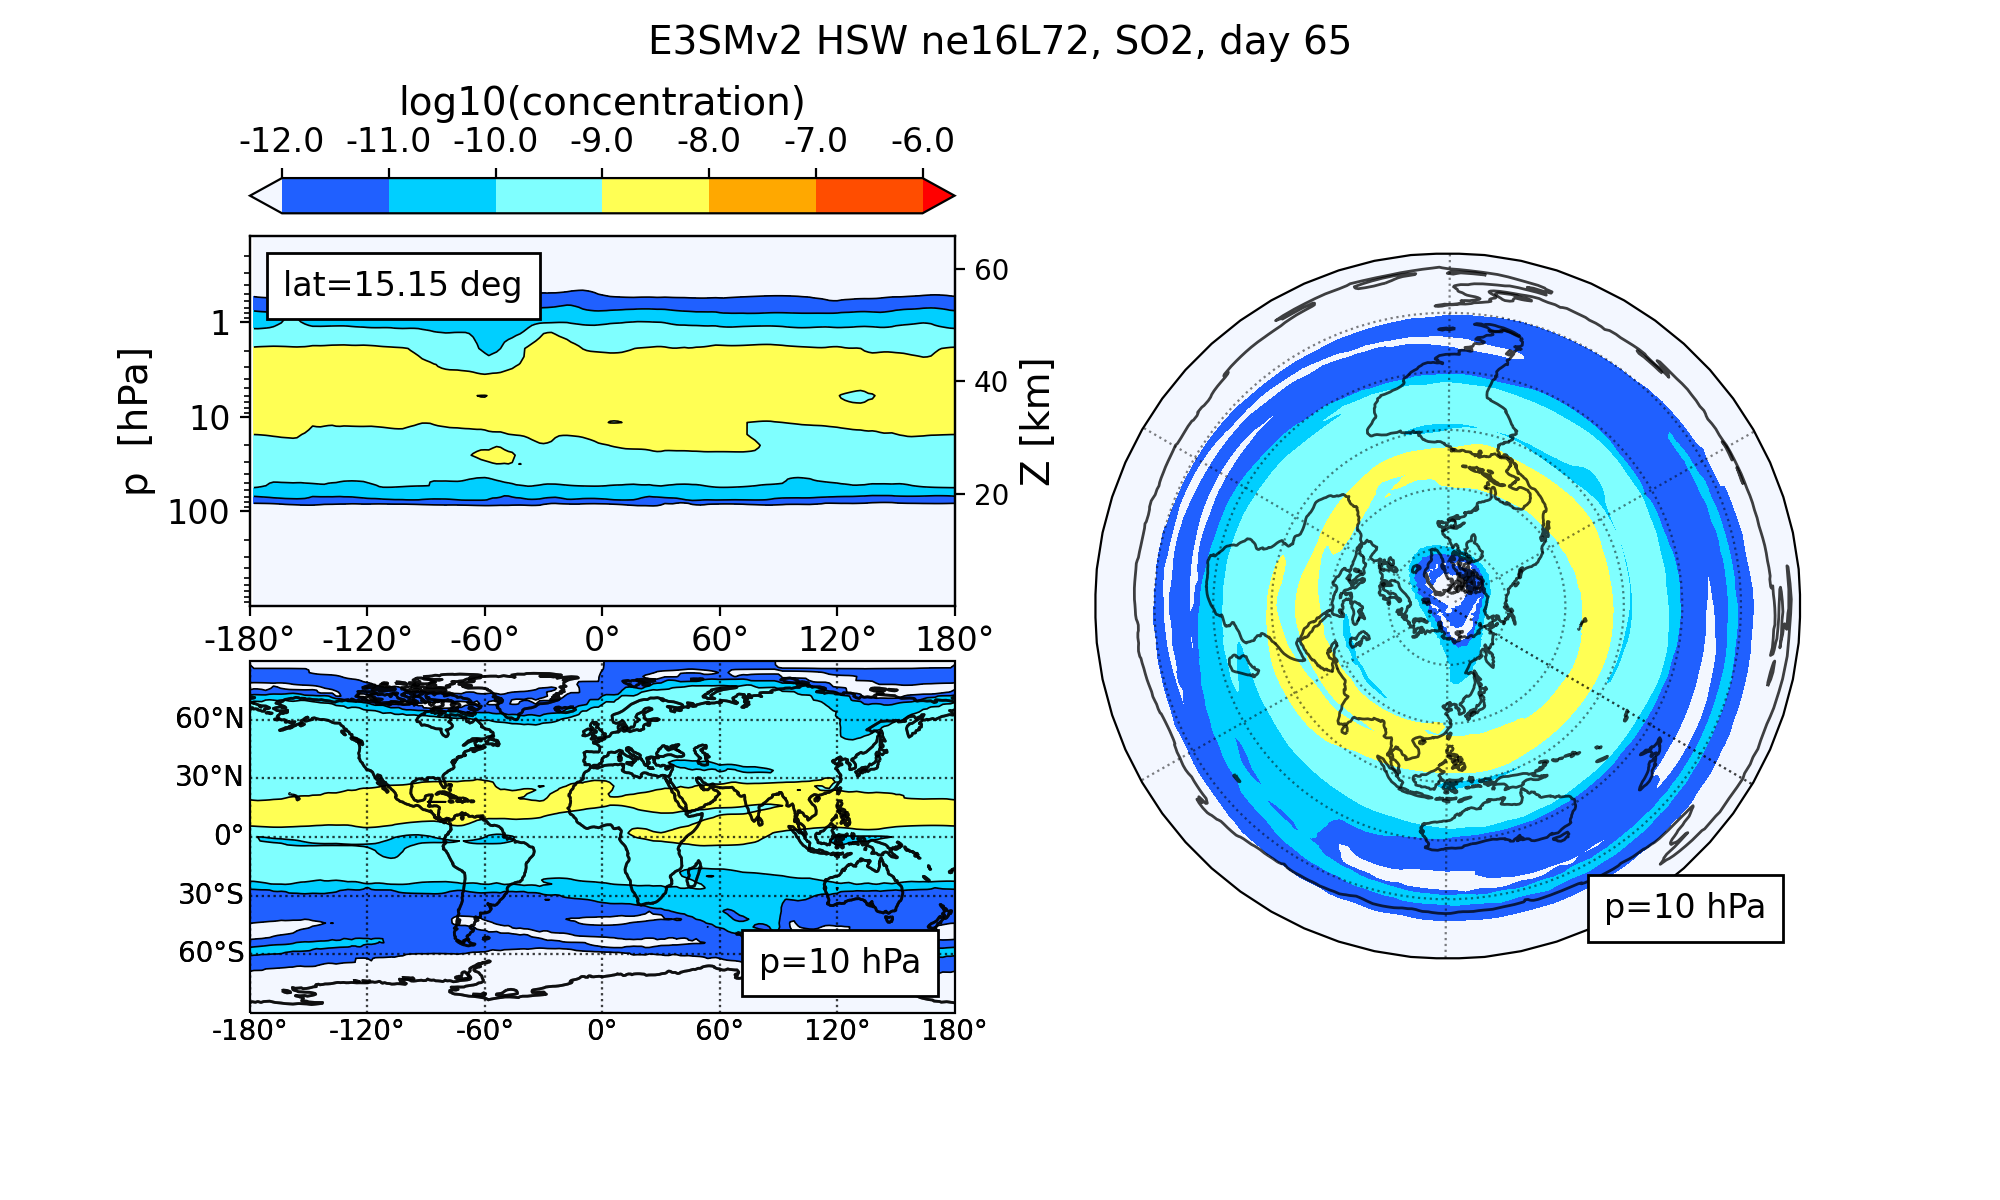 E3SMv2 HSW ne16L72, SO2, day 65
log10(concentration)
-12.0 -11.0 -10.0 -9.0 -8.0 -7.0 -6.0
lat=15.15 deg
p [hPa]
1
10
100
60
40
20
Z [km]
-180° -120° -60° 0° 60° 120° 180°
60°N
30°N
0°
30°S
60°S
p=10 hPa
-180° -120° -60° 0° 60° 120° 180°
p=10 hPa